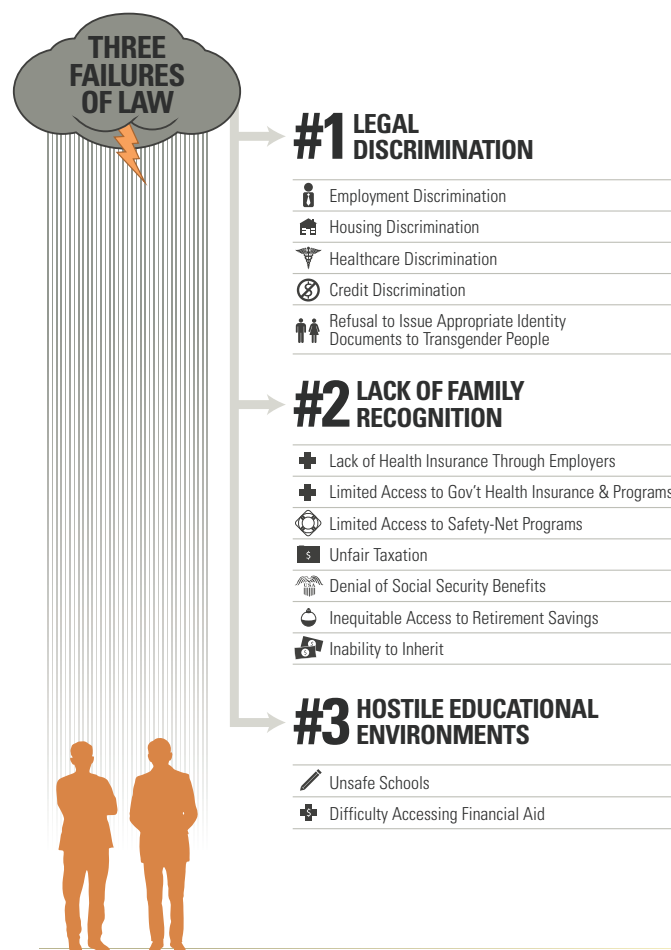 THREE
FAILURES
OF LAW
#1 LEGAL
DISCRIMINATION
Employment Discrimination
Housing Discrimination
Healthcare Discrimination
Credit Discrimination
Refusal to Issue Appropriate Identity
Documents to Transgender People
#2 LACK OF FAMILY
RECOGNITION
Lack of Health Insurance Through Employers
Limited Access to Gov't Health Insurance & Programs
Limited Access to Safety-Net Programs
$ Unfair Taxation
USA Denial of Social Security Benefits
Inequitable Access to Retirement Savings
Inability to Inherit
#3 HOSTILE EDUCATIONAL
ENVIRONMENTS
Unsafe Schools
$ Difficulty Accessing Financial Aid